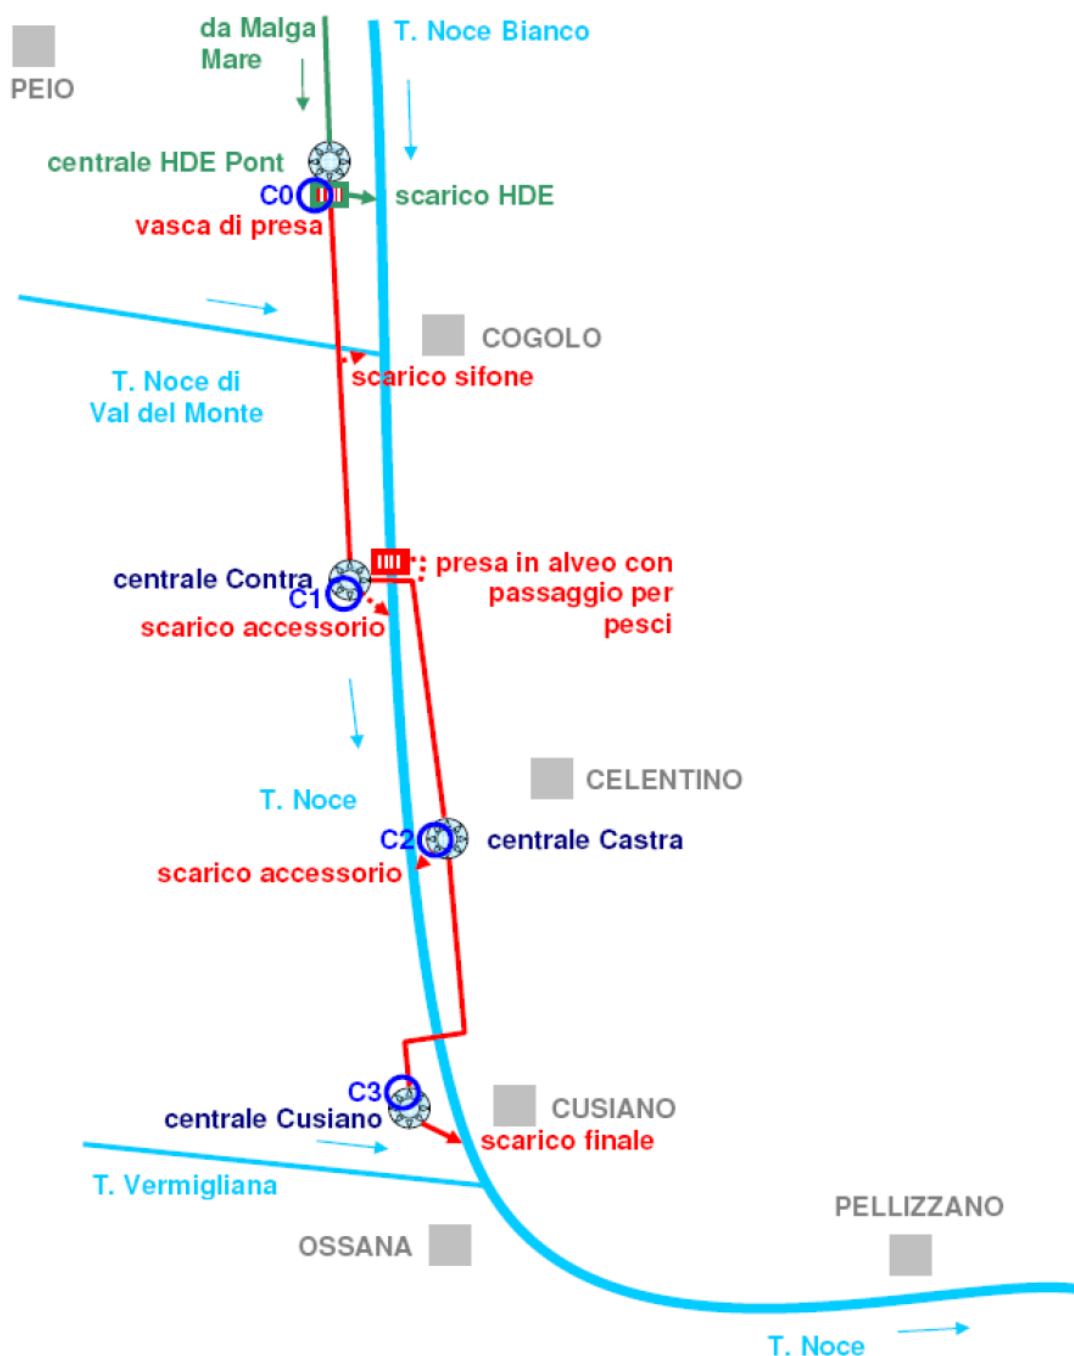 da Malga
Mare
T. Noce Bianco
PEIO
centrale HDE Pont
C0
scarico HDE
vasca di presa
COGOLO
scarico sifone
T. Noce di
Val del Monte
presa in alveo con
passaggio per
pesci
centrale Contra
C1
scarico accessorio
CELENTINO
T. Noce
C2
centrale Castra
scarico accessorio
C3
CUSIANO
centrale Cusiano
scarico finale
T. Vermigliana
PELLIZZANO
OSSANA
T. Noce